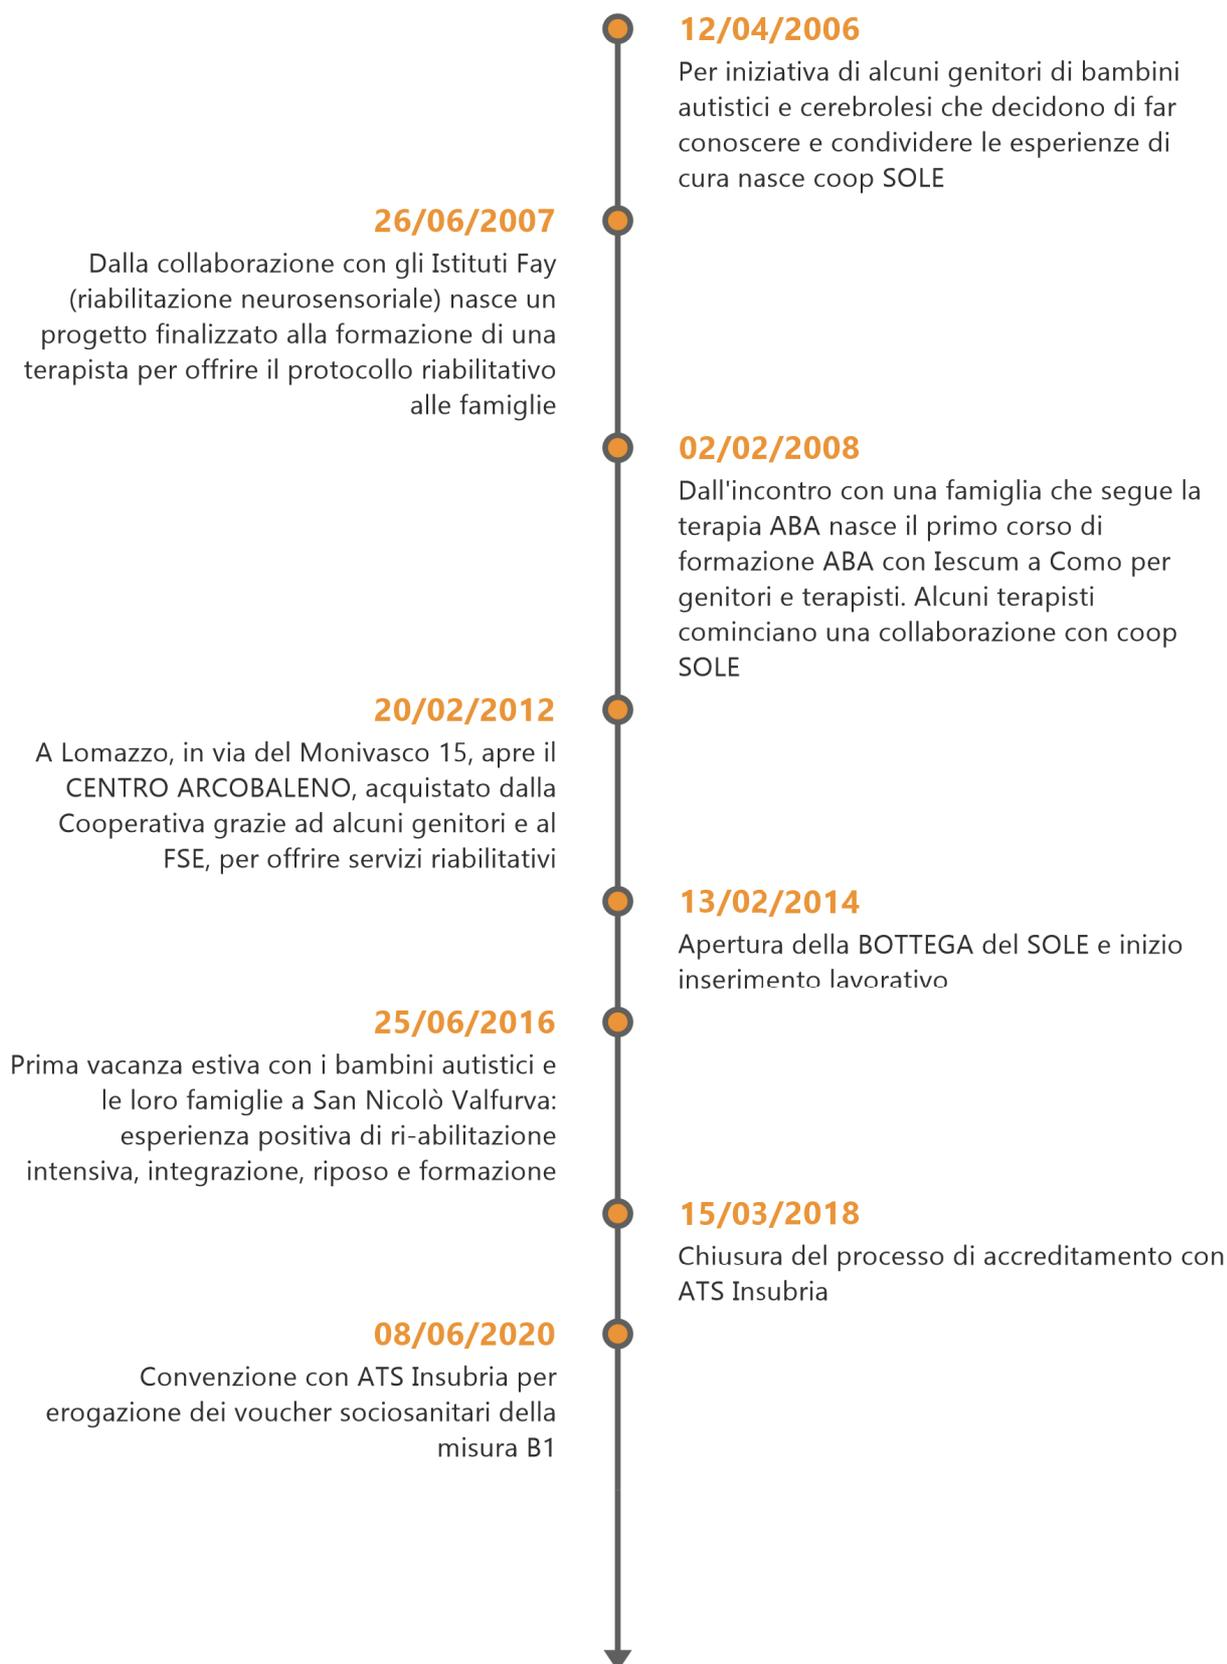 12/04/2006
Per iniziativa di alcuni genitori di bambini
autistici e cerebrolesi che decidono di far
conoscere e condividere le esperienze di
cura nasce coop SOLE
26/06/2007
Dalla collaborazione con gli Istituti Fay
(riabilitazione neurosensoriale) nasce un
progetto finalizzato alla formazione di una
terapista per offrire il protocollo riabilitativo
alle famiglie
02/02/2008
Dall'incontro con una famiglia che segue la
terapia ABA nasce il primo corso di
formazione ABA con Iescum a Como per
genitori e terapisti. Alcuni terapisti
cominciano una collaborazione con coop
SOLE
20/02/2012
A Lomazzo, in via del Monivasco 15, apre il
CENTRO ARCOBALENO, acquistato dalla
Cooperativa grazie ad alcuni genitori e al
FSE, per offrire servizi riabilitativi
13/02/2014
Apertura della BOTTEGA del SOLE e inizio
inserimento lavorativo
25/06/2016
Prima vacanza estiva con i bambini autistici e
le loro famiglie a San Nicolò Valfurva:
esperienza positiva di ri-abilitazione
intensiva, integrazione, riposo e formazione
15/03/2018
Chiusura del processo di accreditamento con
ATS Insubria
08/06/2020
Convenzione con ATS Insubria per
erogazione dei voucher sociosanitari della
misura B1